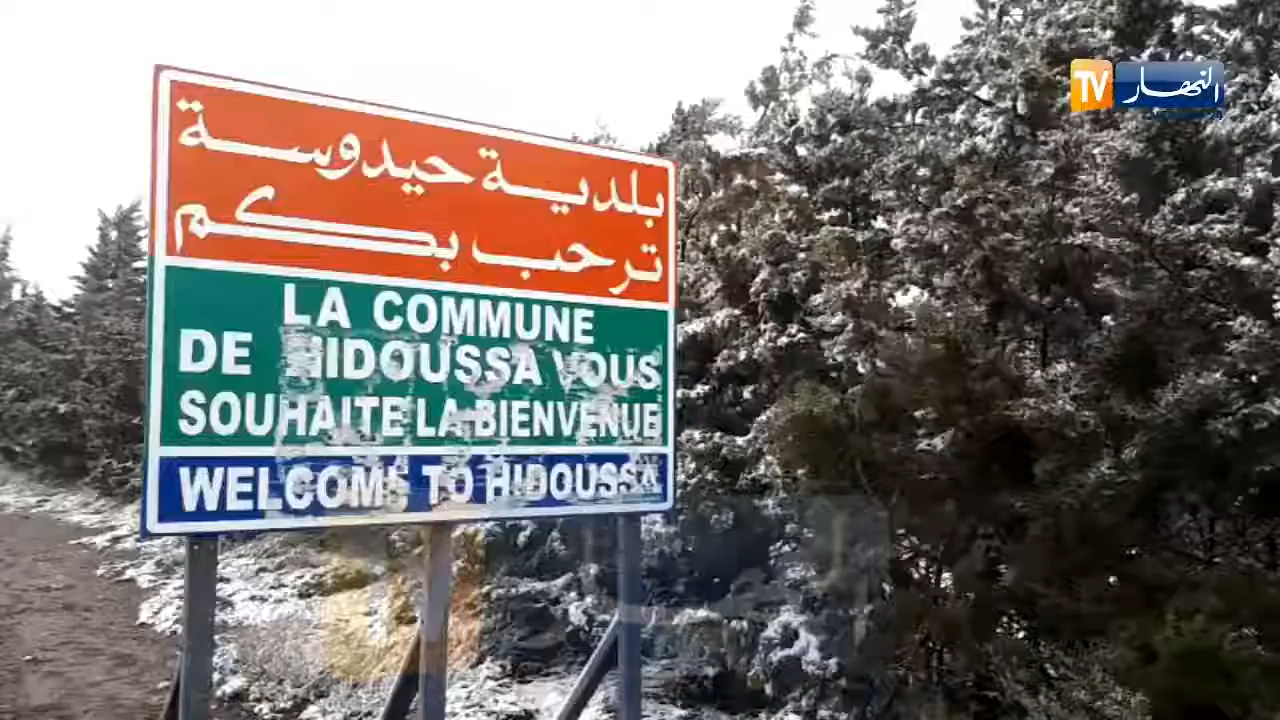 بلدية حيدوسة
ترحب بكم
LA COMMUNE
DE HIDOUSSA VOUS
SOUHAITE LA BIENVENUE
WELCOME TO HIDOUSSA
النهار TV